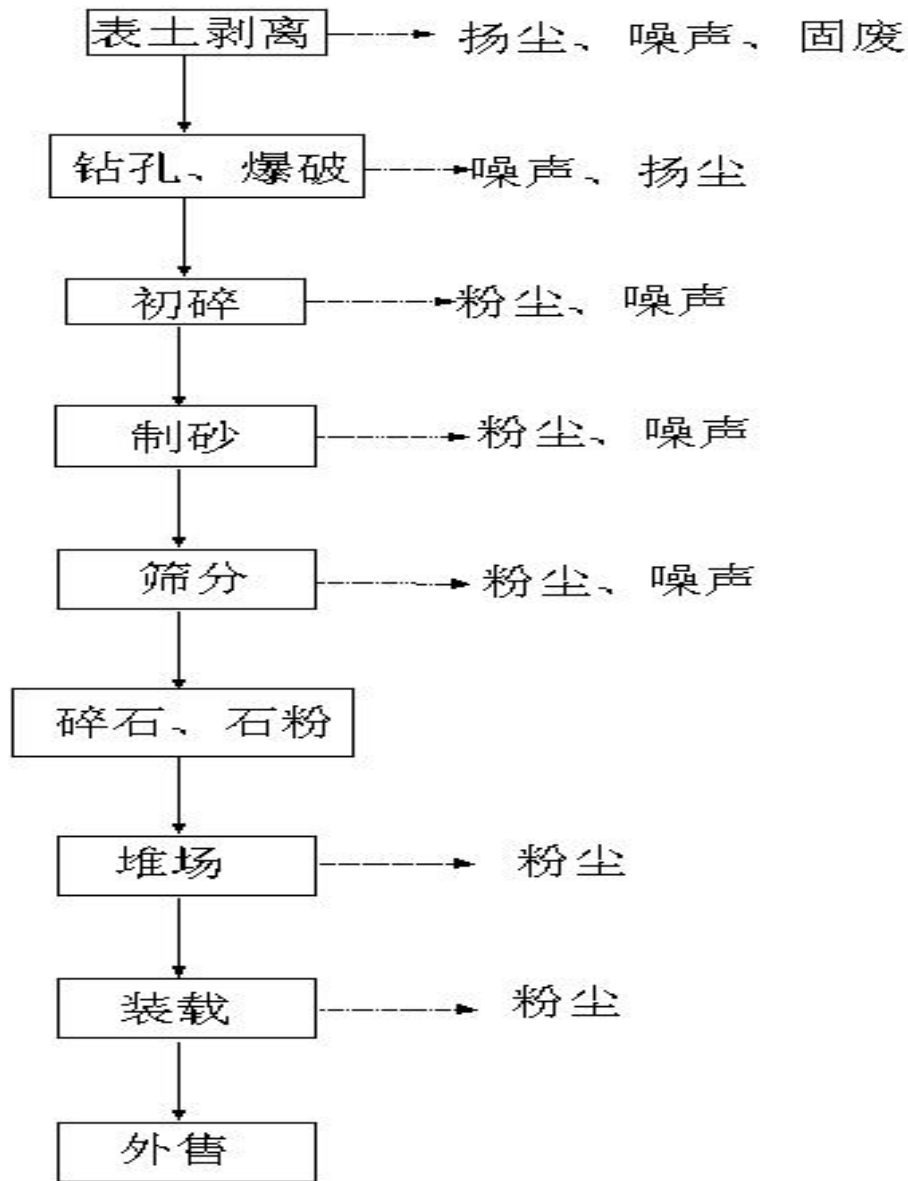 表土剥离 扬尘、噪声、固废
钻孔、爆破 噪声、扬尘
初碎 粉尘、噪声
制砂 粉尘、噪声
筛分 粉尘、噪声
碎石、石粉
堆场 粉尘
装载 粉尘
外售